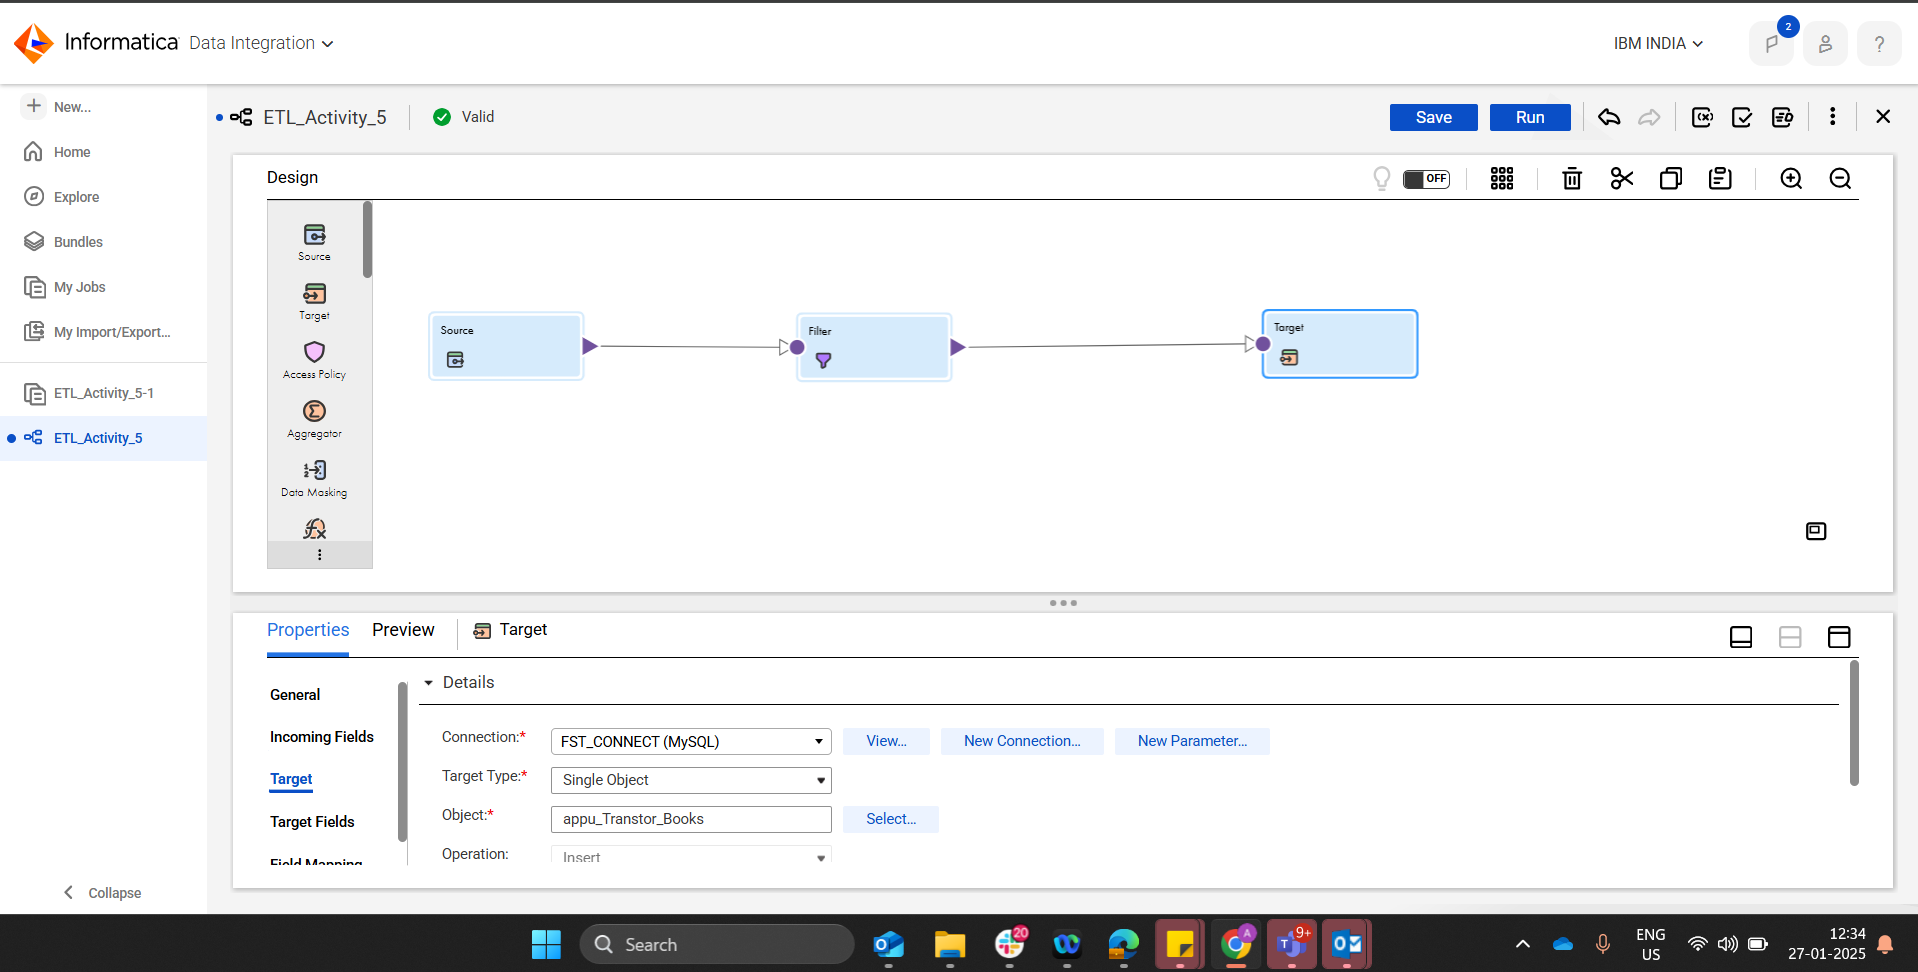 Informatica Data Integration
IBM INDIA
2
?
New...
Home
Explore
Bundles
My Jobs
My Import/Export...
ETL_Activity_5-1
ETL_Activity_5
Collapse
ETL_Activity_5
Valid
Save
Run
Design
OFF
Source
Target
Access Policy
Aggregator
Data Masking
Source
Filter
Target
Properties
Preview
Target
General
Incoming Fields
Target
Target Fields
Field Mapping
Details
Connection:* FST_CONNECT (MySQL) View... New Connection... New Parameter...
Target Type:* Single Object
Object:* appu_Transtor_Books Select...
Operation: Insert
Search
20
A
9+
ENG
US
12:34
27-01-2025